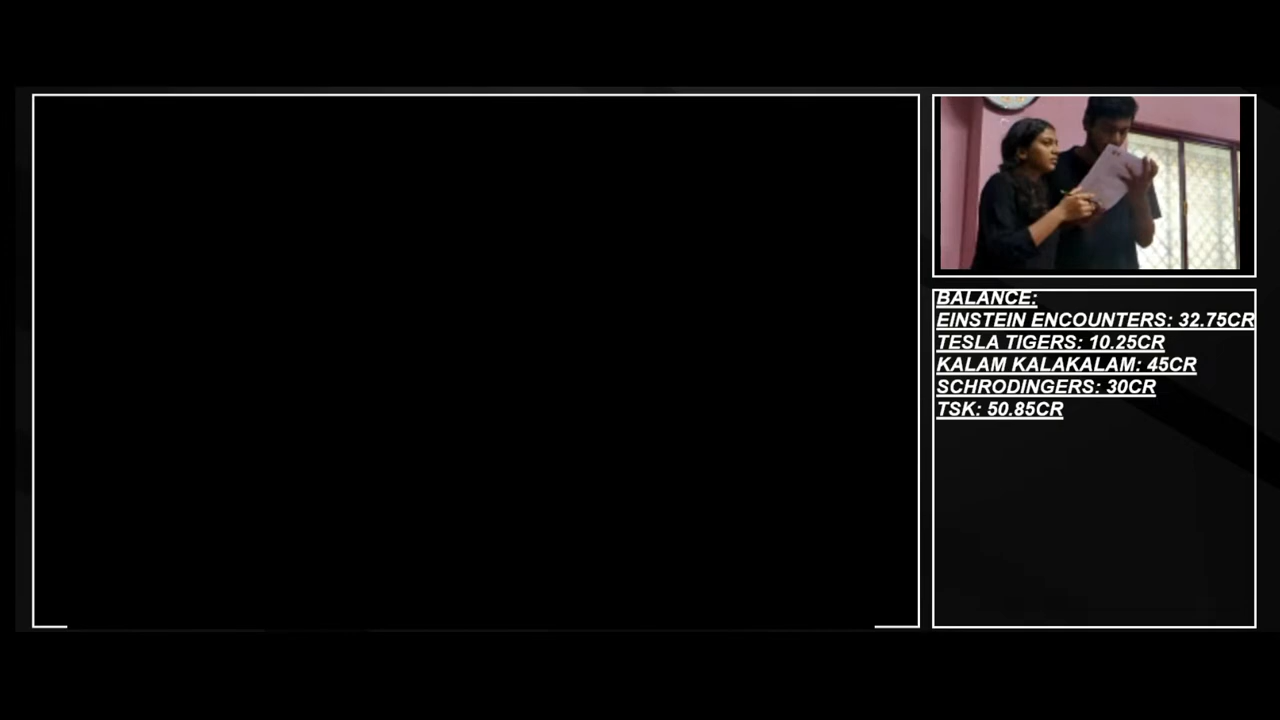 BALANCE:
EINSTEIN ENCOUNTERS: 32.75CR
TESLA TIGERS: 10.25CR
KALAM KALAKALAM: 45CR
SCHRODINGERS: 30CR
TSK: 50.85CR